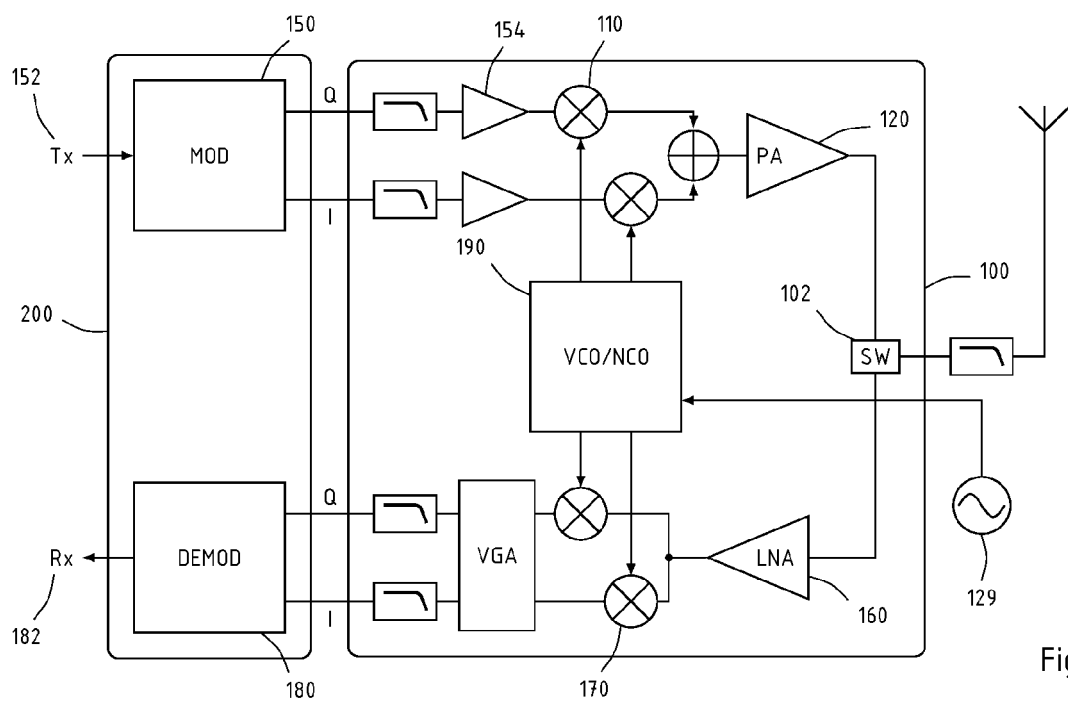 150
154
110
152
Q
120
Tx
MOD
PA
I
190
100
102
200
VCO/NCO
SW
Q
Rx
DEMOD
VGA
LNA
129
182
I
160
180
170
Fig